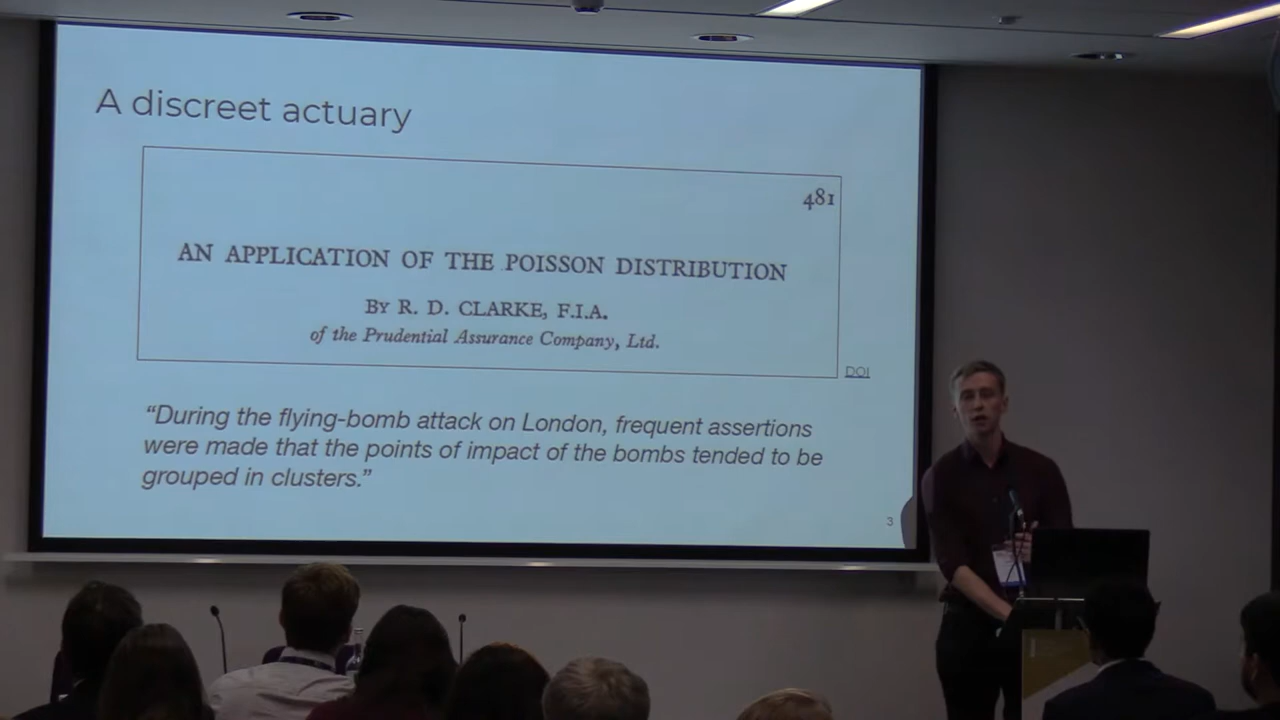 A discreet actuary
481
AN APPLICATION OF THE POISSON DISTRIBUTION
BY R. D. CLARKE, F.I.A.
of the Prudential Assurance Company, Ltd.
DOI
“During the flying-bomb attack on London, frequent assertions
were made that the points of impact of the bombs tended to be
grouped in clusters.”
3